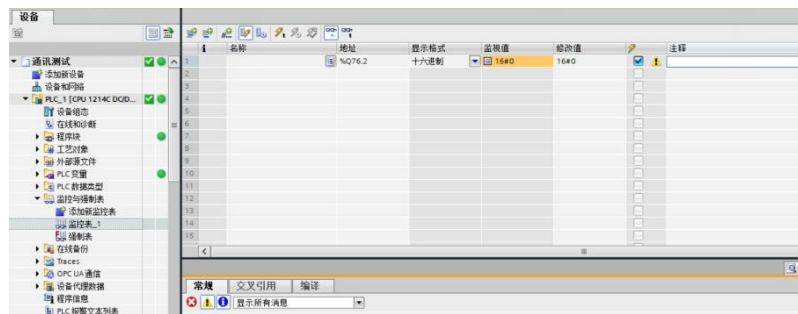 设备
i 名称 地址 显示格式 监视值 修改值 注释
1 %Q76.2 十六进制 16#0 16#0
2
3
4
5
6
7
8
9
10
11
12
13
14
15
通讯测试
添加新设备
设备和网络
PLC_1 [CPU 1214C DC/D...
设备组态
在线和诊断
程序块
工艺对象
外部源文件
PLC 变量
PLC 数据类型
监控与强制表
添加新监控表
监控表_1
强制表
在线备份
Traces
OPC UA 通信
设备代理数据
程序信息
PLC 报警文本列表
常规 交叉引用 编译
显示所有消息